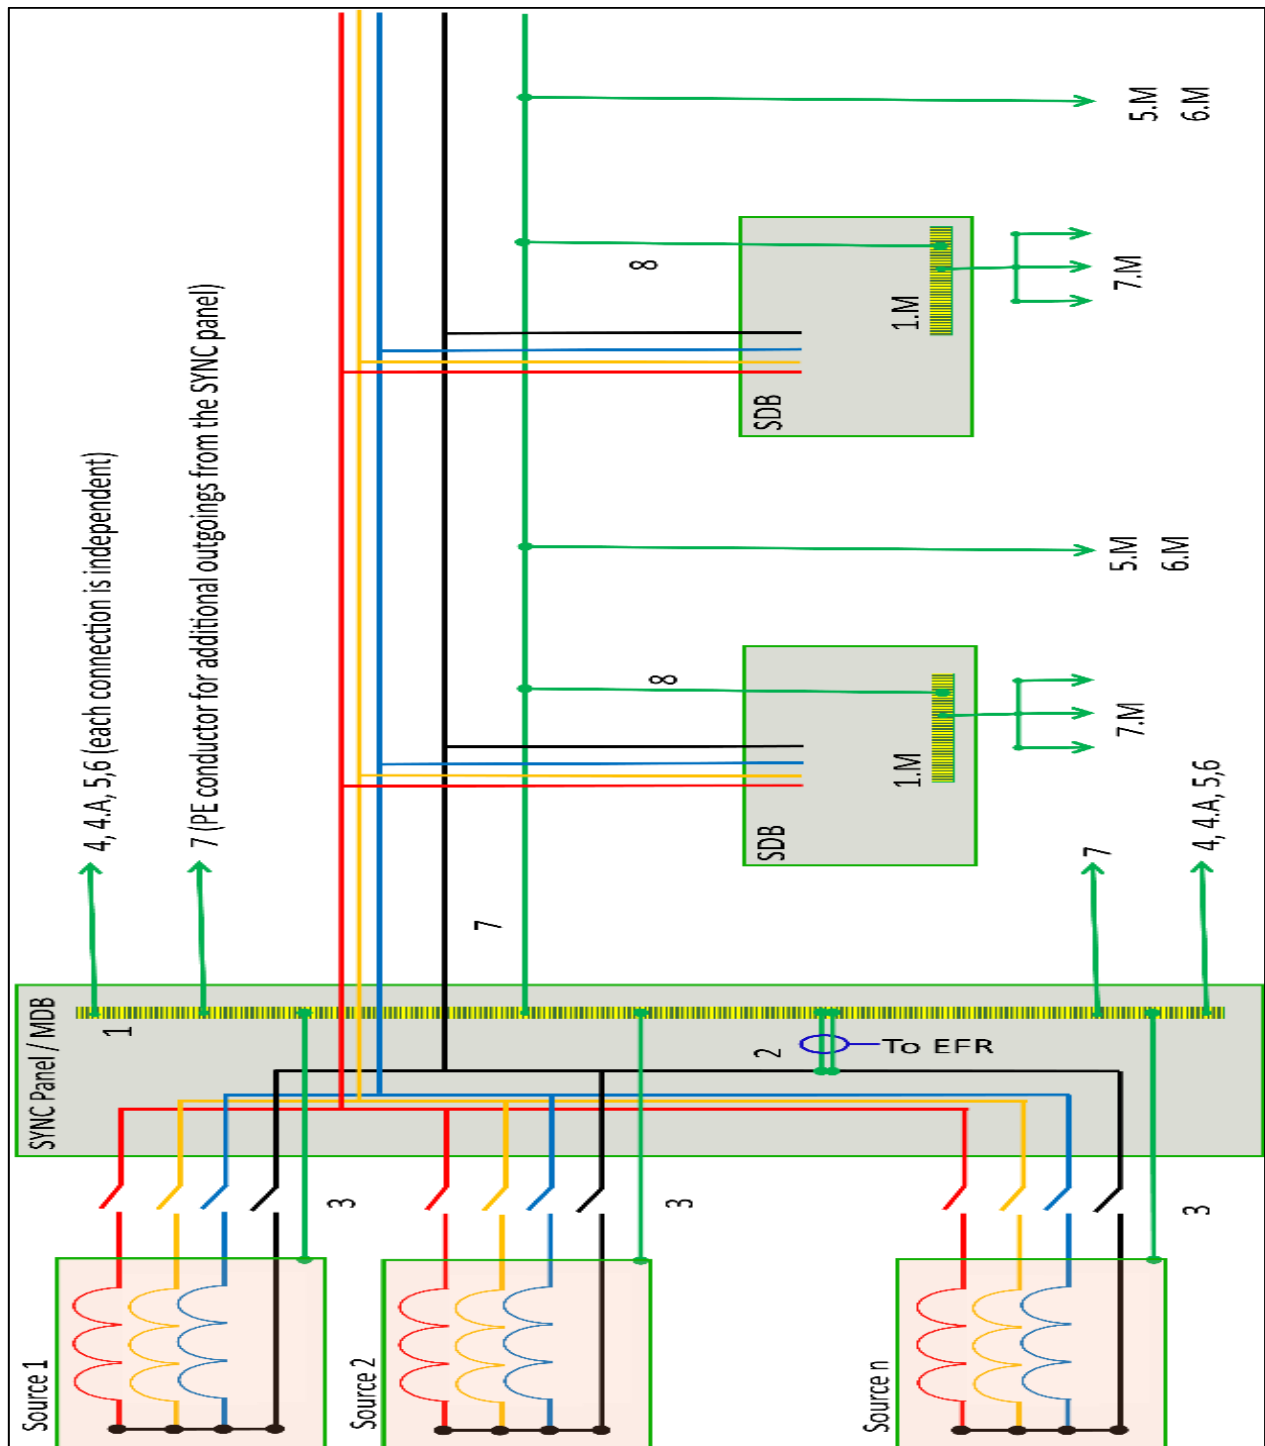 Source 1
SYNC Panel / MDB
4, 4.A, 5,6 (each connection is independent)
1
7 (PE conductor for additional outgoings from the SYNC panel)
3
Source 2
7
3
8
8
2
To EFR
SDB
SDB
1.M
1.M
Source n
7
7.M
5.M
6.M
7.M
5.M
6.M
3
4, 4.A, 5,6